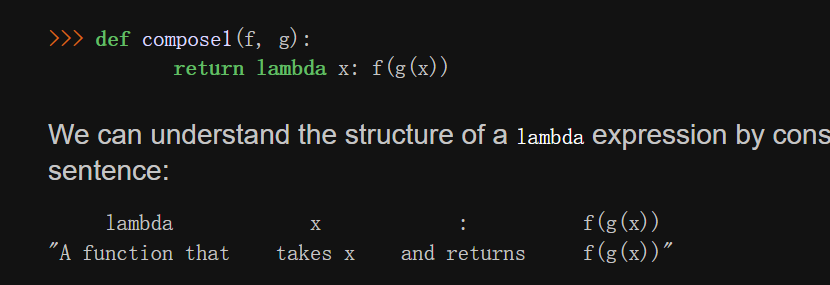 >>> def compose1(f, g):
        return lambda x: f(g(x))
We can understand the structure of a lambda expression by cons
sentence:
     lambda            x            :          f(g(x))
"A function that    takes x    and returns     f(g(x))"